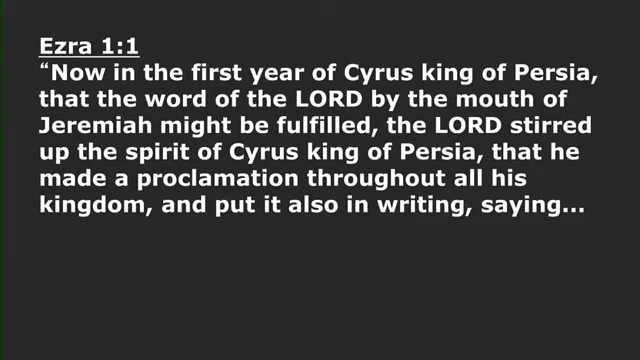 Ezra 1:1
“Now in the first year of Cyrus king of Persia,
that the word of the LORD by the mouth of
Jeremiah might be fulfilled, the LORD stirred
up the spirit of Cyrus king of Persia, that he
made a proclamation throughout all his
kingdom, and put it also in writing, saying...